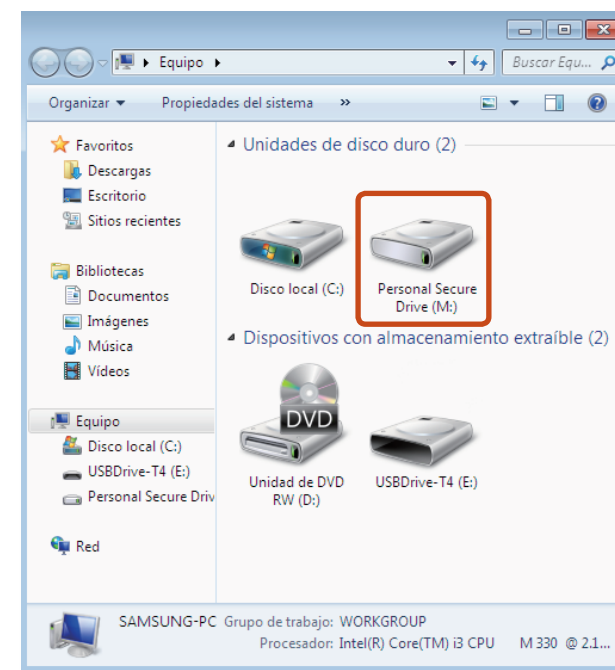 Equipo
Buscar Equ...
Organizar
Propiedades del sistema
»
Favoritos
Descargas
Escritorio
Sitios recientes
Bibliotecas
Documentos
Imágenes
Música
Vídeos
Equipo
Disco local (C:)
USBDrive-T4 (E:)
Personal Secure Driv
Red
Unidades de disco duro (2)
Disco local (C:)
Personal Secure
Drive (M:)
Dispositivos con almacenamiento extraíble (2)
DVD
Unidad de DVD
RW (D:)
USBDrive-T4 (E:)
SAMSUNG-PC Grupo de trabajo: WORKGROUP
Procesador: Intel(R) Core(TM) i3 CPU M 330 @ 2.1...